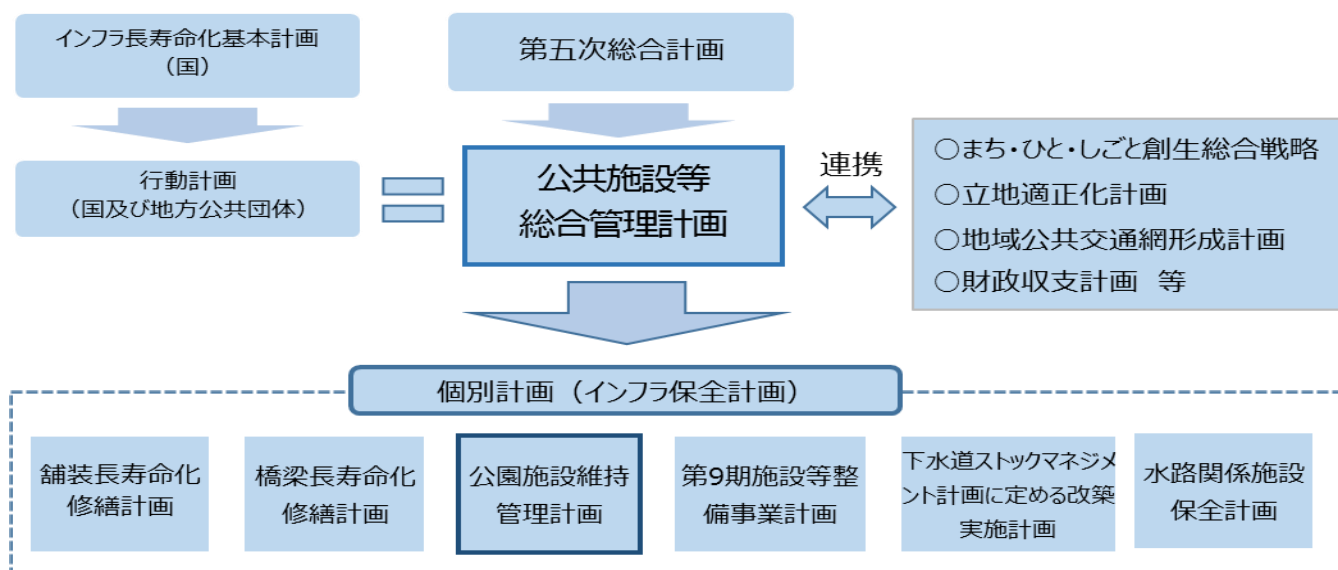 インフラ長寿命化基本計画
（国）
第五次総合計画
行動計画
（国及び地方公共団体）
公共施設等
総合管理計画
連携
○まち・ひと・しごと創生総合戦略
○立地適正化計画
○地域公共交通網形成計画
○財政収支計画　等
個別計画（インフラ保全計画）
舗装長寿命化
修繕計画
橋梁長寿命化
修繕計画
公園施設維持
管理計画
第9期施設等整
備事業計画
下水道ストックマネジメ
ント計画に定める改築
実施計画
水路関係施設
保全計画